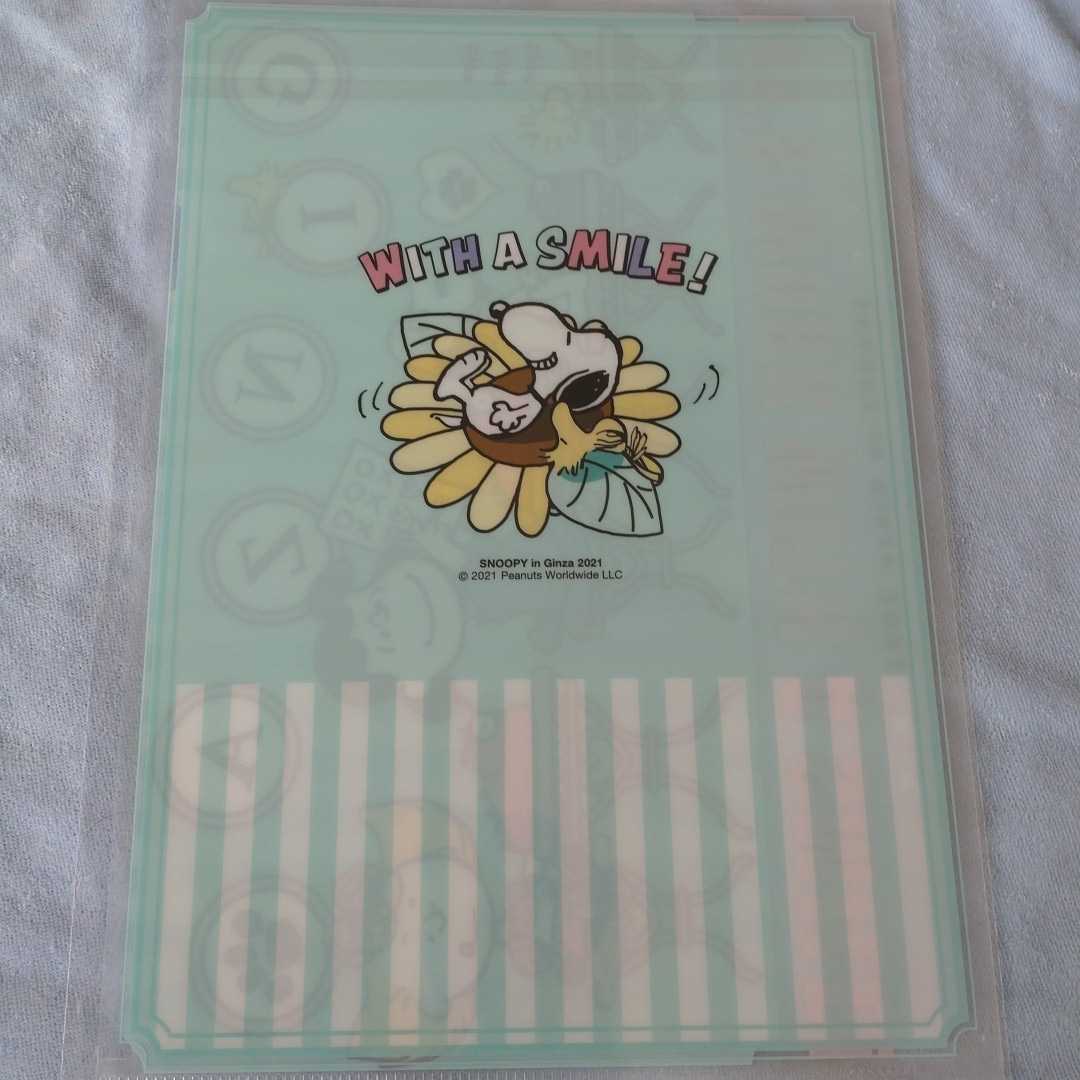 WITH A SMILE!
SNOOPY in Ginza 2021
© 2021 Peanuts Worldwide LLC
G
I
N
Z
A